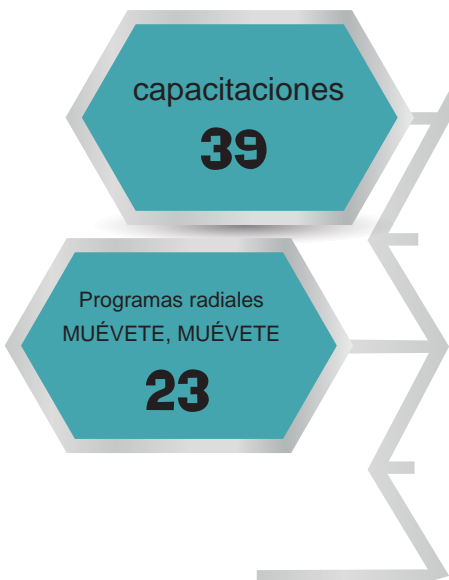 capacitaciones
39
Programas radiales
MUÉVETE, MUÉVETE
23